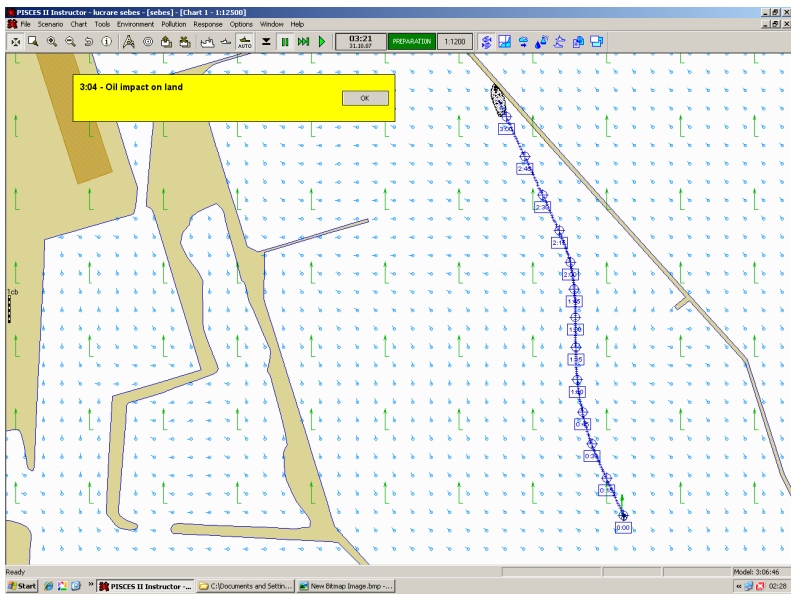 PISCES II Instructor - lucrare sebes - [sebes] - [Chart 1 - 1:12500]
File Scenario Chart Tools Environment Pollution Response Options Window Help
AUTO
03:21
31.10.07
PREPARATION
1:1200
3:04 - Oil impact on land
OK
3:00
2:45
2:30
2:15
2:00
1cb
1:45
1:30
1:15
1:00
0:45
0:30
0:15
0:00
Ready
Model: 3:06:46
Start
PISCES II Instructor -...
C:\Documents and Settin...
New Bitmap Image.bmp -...
02:28